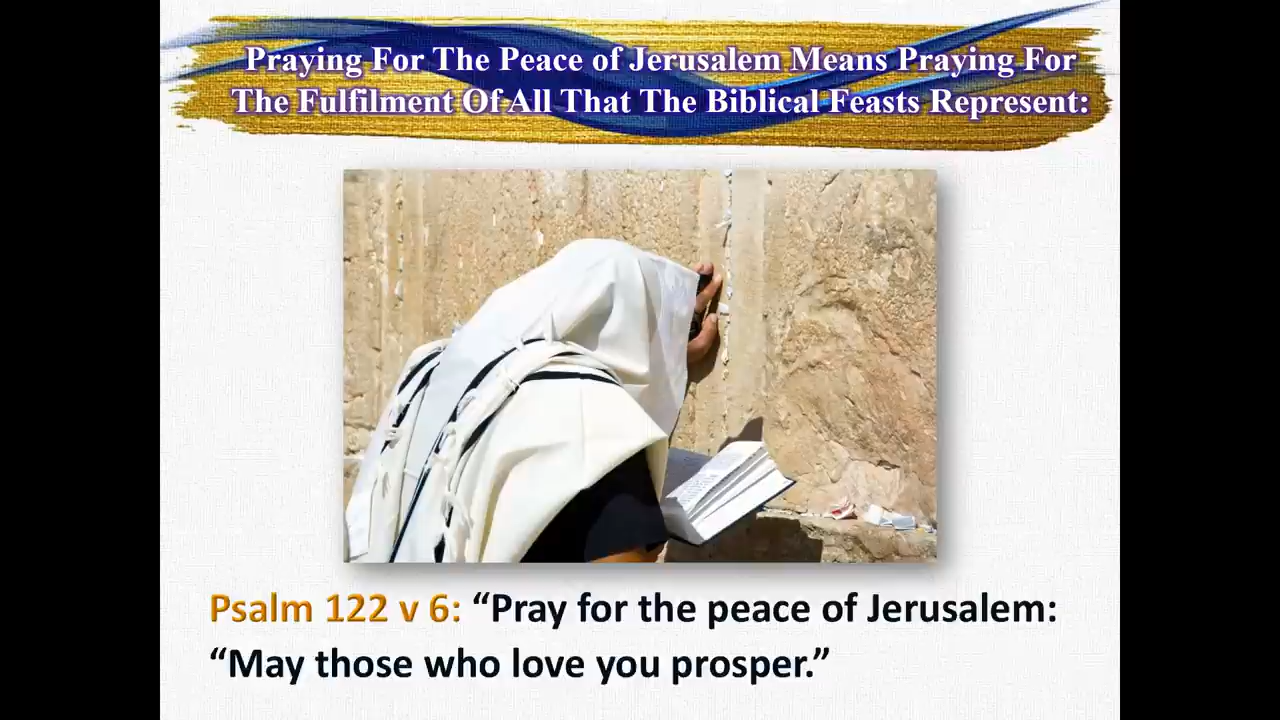 Praying For The Peace of Jerusalem Means Praying For
The Fulfilment Of All That The Biblical Feasts Represent:
Psalm 122 v 6: “Pray for the peace of Jerusalem:
“May those who love you prosper.”